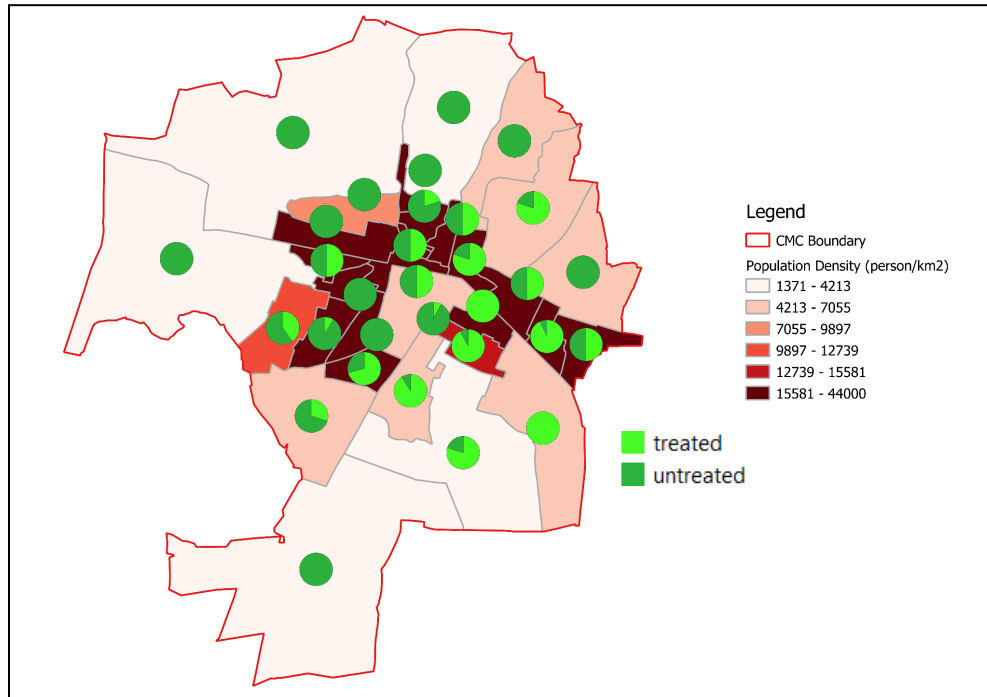 Legend
CMC Boundary
Population Density (person/km2)
1371 - 4213
4213 - 7055
7055 - 9897
9897 - 12739
12739 - 15581
15581 - 44000
treated
untreated